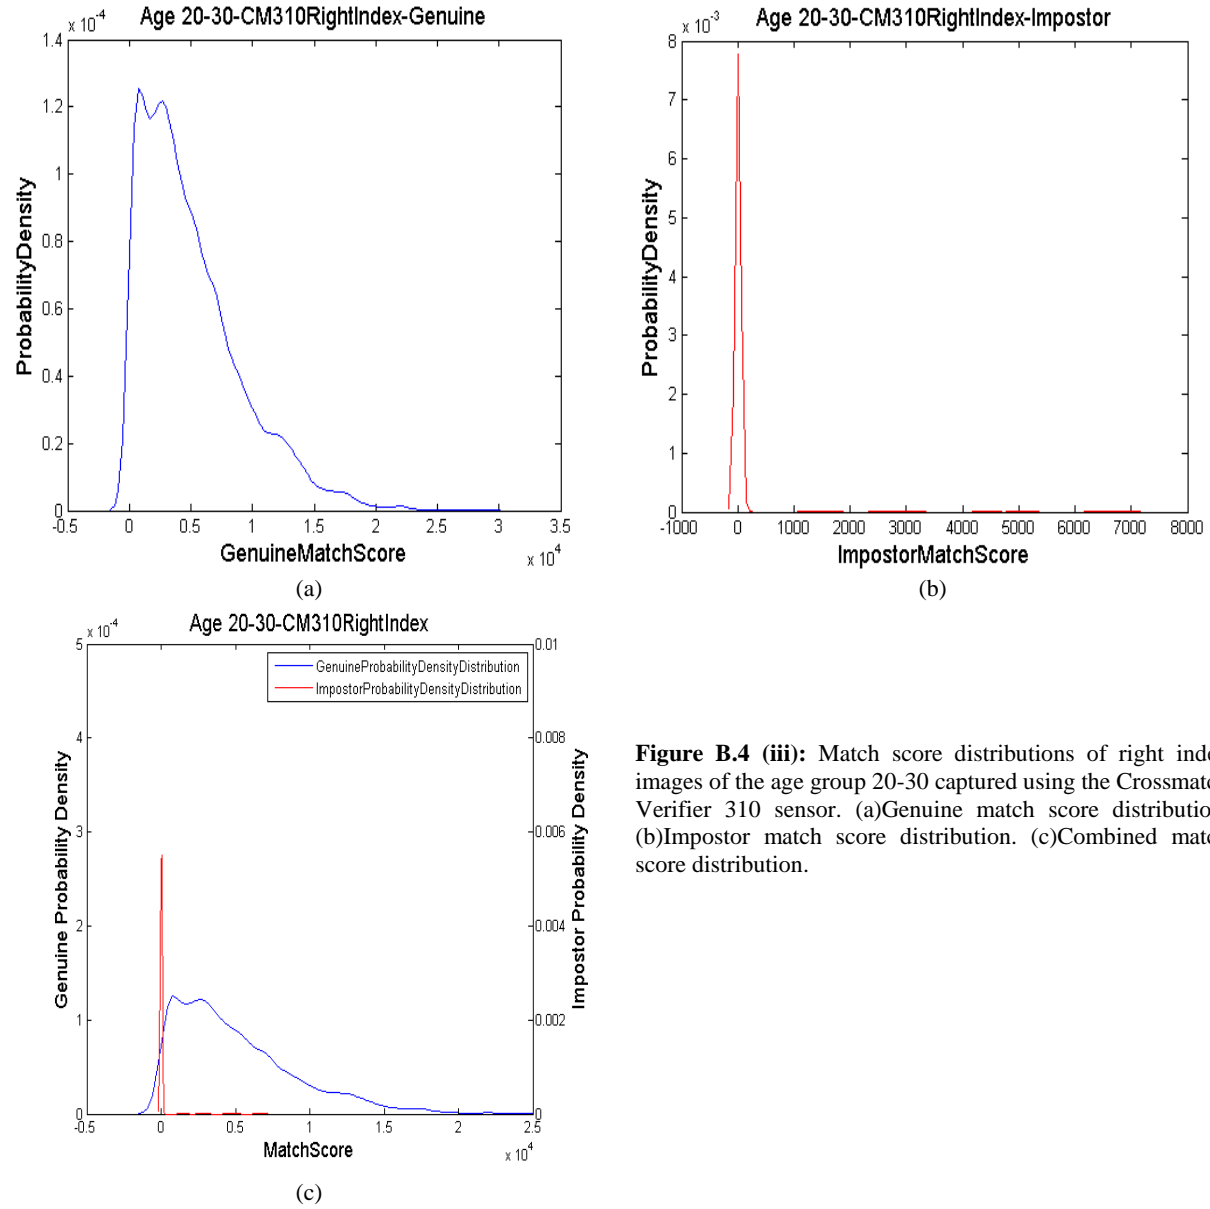 Age 20-30-CM310RightIndex-Genuine
x 10^-4
1.4
1.2
1
0.8
0.6
0.4
0.2
0
ProbabilityDensity
-0.5 0 0.5 1 1.5 2 2.5 3 3.5
GenuineMatchScore
x 10^4
(a)
Age 20-30-CM310RightIndex-Impostor
x 10^-3
8
7
6
5
4
3
2
1
0
ProbabilityDensity
-1000 0 1000 2000 3000 4000 5000 6000 7000 8000
ImpostorMatchScore
(b)
Age 20-30-CM310RightIndex
x 10^-4
5
4
3
2
1
0
Genuine Probability Density
GenuineProbabilityDensityDistribution
ImpostorProbabilityDensityDistribution
0.01
0.008
0.006
0.004
0.002
0
Impostor Probability Density
-0.5 0 0.5 1 1.5 2 2.5
MatchScore
x 10^4
(c)
Figure B.4 (iii): Match score distributions of right inde
images of the age group 20-30 captured using the Crossmatc
Verifier 310 sensor. (a)Genuine match score distributio
(b)Impostor match score distribution. (c)Combined matc
score distribution.